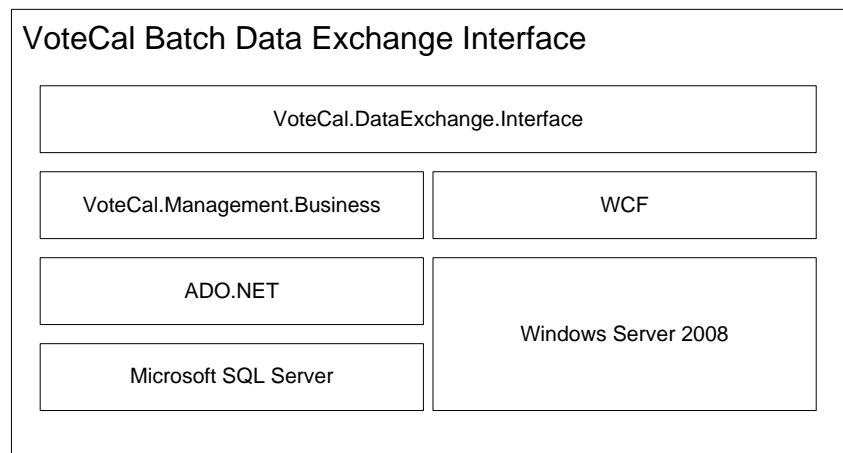 VoteCal Batch Data Exchange Interface
VoteCal.DataExchange.Interface
VoteCal.Management.Business
WCF
ADO.NET
Windows Server 2008
Microsoft SQL Server